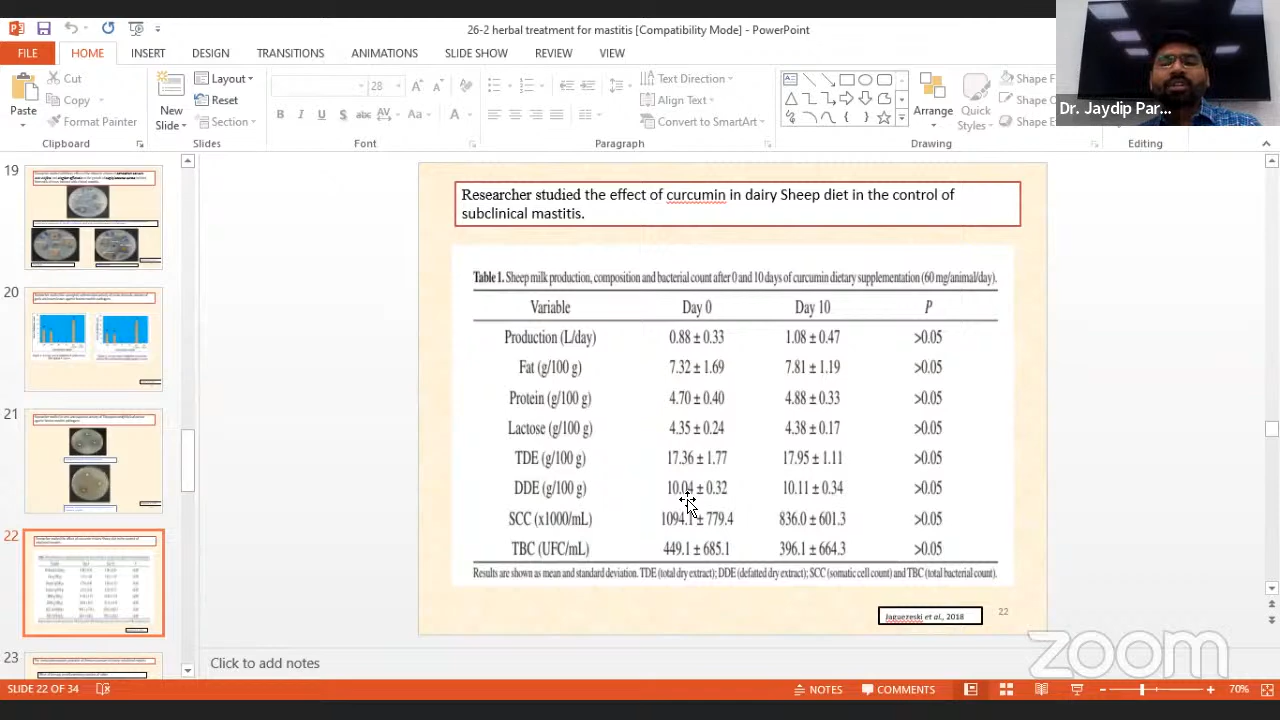 26-2 herbal treatment for mastitis [Compatibility Mode] - PowerPoint
FILE HOME INSERT DESIGN TRANSITIONS ANIMATIONS SLIDE SHOW REVIEW VIEW
Paste
Cut
Copy
Format Painter
Clipboard
New
Slide
Layout
Reset
Section
Slides
28
Font
Text Direction
Align Text
Convert to SmartArt
Paragraph
Arrange
Quick
Styles
Shape F
Shape O
Shape E
Drawing
Editing
Dr. Jaydip Par...
19
20
21
22
23
Researcher studied the effect of curcumin in dairy Sheep diet in the control of
subclinical mastitis.
Table 1. Sheep milk production, composition and bacterial count after 0 and 10 days of curcumin dietary supplementation (60 mg/animal/day).
Variable Day 0 Day 10 P
Production (L/day) 0.88 ± 0.33 1.08 ± 0.47 >0.05
Fat (g/100 g) 7.32 ± 1.69 7.81 ± 1.19 >0.05
Protein (g/100 g) 4.70 ± 0.40 4.88 ± 0.33 >0.05
Lactose (g/100 g) 4.35 ± 0.24 4.38 ± 0.17 >0.05
TDE (g/100 g) 17.36 ± 1.77 17.95 ± 1.11 >0.05
DDE (g/100 g) 10.04 ± 0.32 10.11 ± 0.34 >0.05
SCC (x1000/mL) 1094.1 ± 779.4 836.0 ± 601.3 >0.05
TBC (UFC/mL) 449.1 ± 685.1 396.1 ± 664.3 >0.05
Results are shown as mean and standard deviation. TDE (total dry extract); DDE (defatted dry extract); SCC (somatic cell count) and TBC (total bacterial count).
Jaguezeski et al., 2018
22
Click to add notes
zoom
SLIDE 22 OF 34
NOTES
COMMENTS
70%